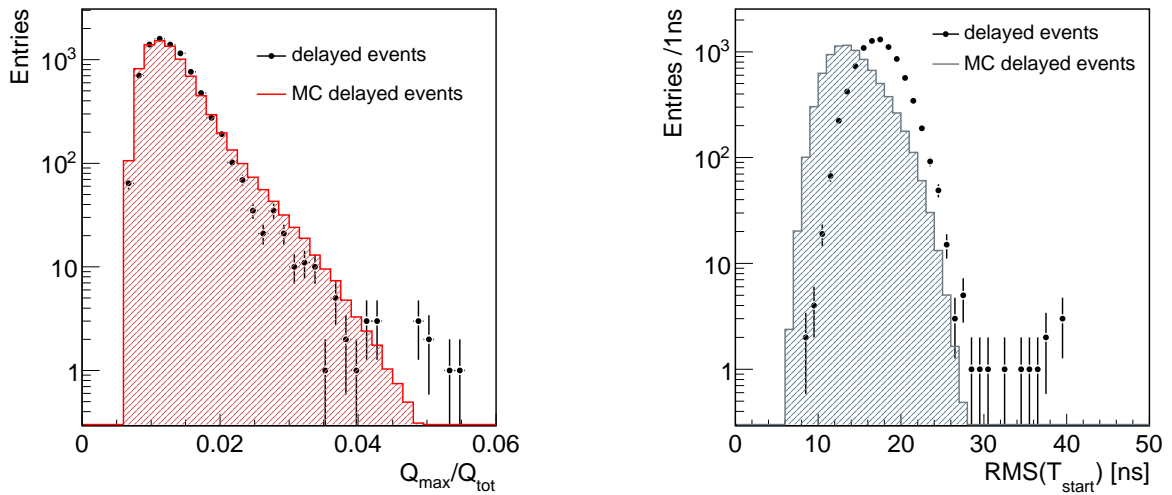 Entries
10³
10²
10
1
delayed events
MC delayed events
0 0.02 0.04 0.06
Q_max/Q_tot
Entries /1ns
10³
10²
10
1
delayed events
MC delayed events
0 10 20 30 40 50
RMS(T_start) [ns]